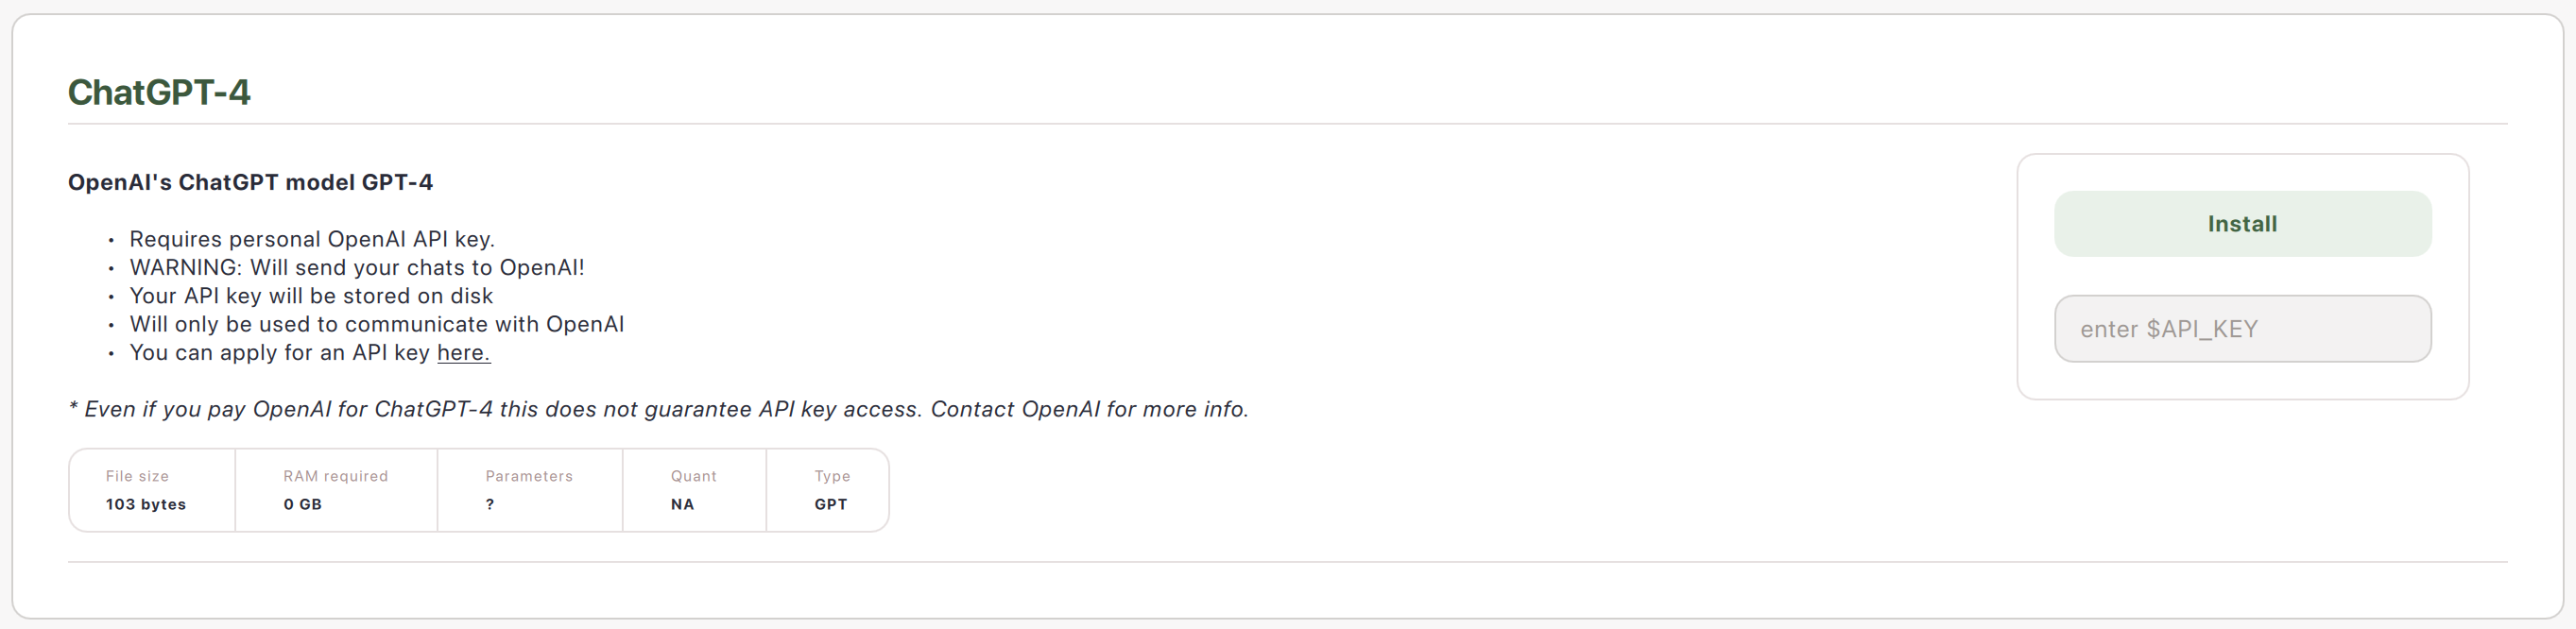 ChatGPT-4
OpenAI's ChatGPT model GPT-4
Install
• Requires personal OpenAI API key.
• WARNING: Will send your chats to OpenAI!
• Your API key will be stored on disk
• Will only be used to communicate with OpenAI
• You can apply for an API key here.
enter $API_KEY
* Even if you pay OpenAI for ChatGPT-4 this does not guarantee API key access. Contact OpenAI for more info.
File size RAM required Parameters Quant Type
103 bytes 0 GB ? NA GPT